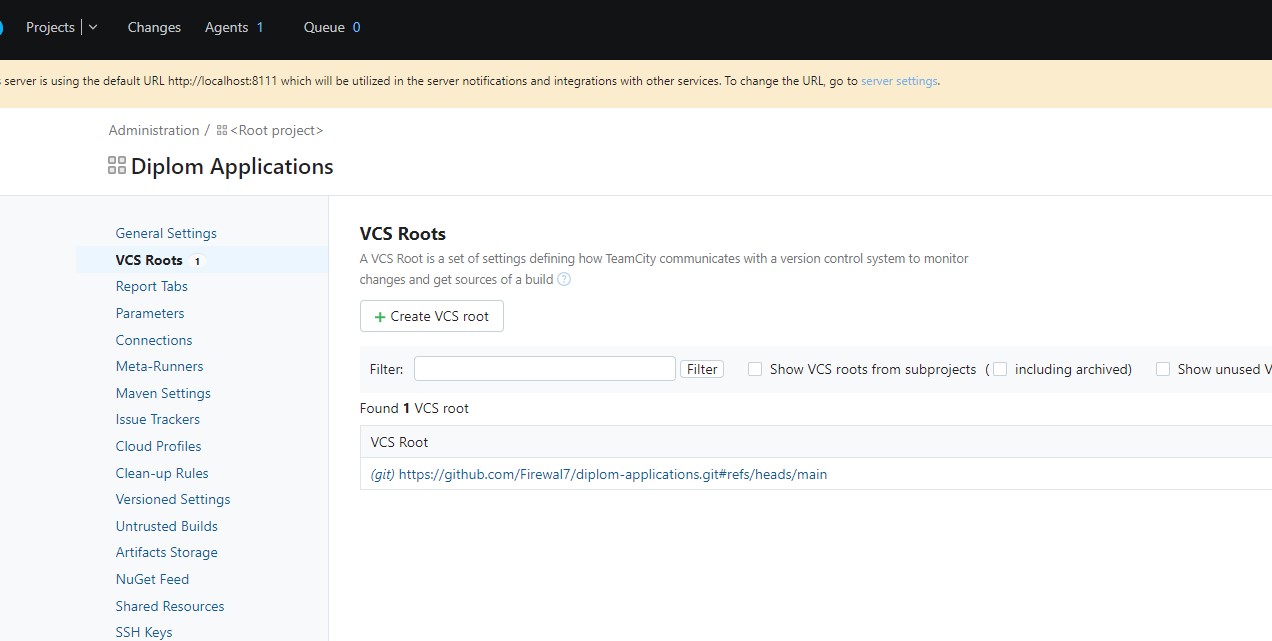 Projects Changes Agents 1 Queue 0
server is using the default URL http://localhost:8111 which will be utilized in the server notifications and integrations with other services. To change the URL, go to server settings.
Administration / <Root project>
Diplom Applications
General Settings
VCS Roots 1
Report Tabs
Parameters
Connections
Meta-Runners
Maven Settings
Issue Trackers
Cloud Profiles
Clean-up Rules
Versioned Settings
Untrusted Builds
Artifacts Storage
NuGet Feed
Shared Resources
SSH Keys
VCS Roots
A VCS Root is a set of settings defining how TeamCity communicates with a version control system to monitor
changes and get sources of a build ?
+ Create VCS root
Filter: Filter Show VCS roots from subprojects ( including archived) Show unused V
Found 1 VCS root
VCS Root
(git) https://github.com/Firewal7/diplom-applications.git#refs/heads/main